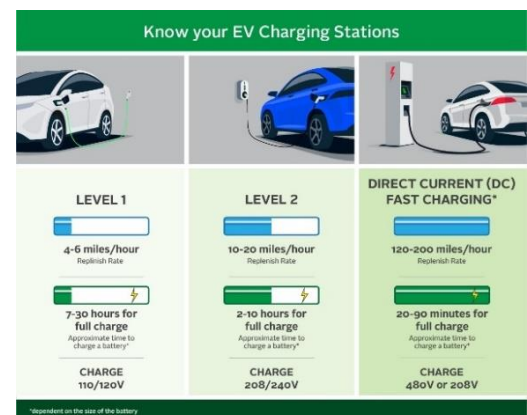 Know your EV Charging Stations
LEVEL 1
4-6 miles/hour
Replinish Rate
7-30 hours for
full charge
Approximate time to
charge a battery*
CHARGE
110/120V
LEVEL 2
10-20 miles/hour
Replenish Rate
2-10 hours for
full charge
Approximate time to
charge a battery*
CHARGE
208/240V
DIRECT CURRENT (DC)
FAST CHARGING*
120-200 miles/hour
Replenish Rate
20-90 minutes for
full charge
Approximate time to
charge a battery*
CHARGE
480V or 208V
*dependent on the size of the battery